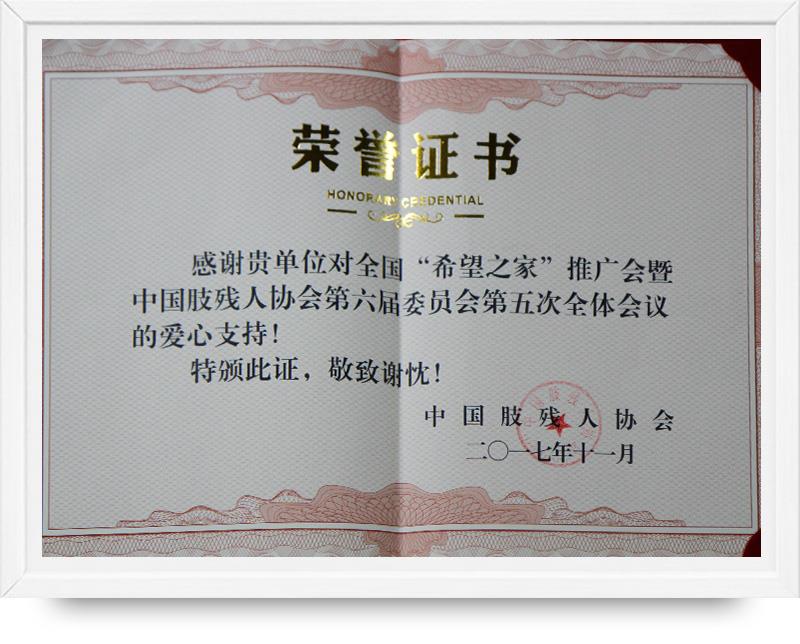 荣誉证书
HONORARY CREDENTIAL
感谢贵单位对全国“希望之家”推广会暨
中国肢残人协会第六届委员会第五次全体会议
的爱心支持！
特颁此证，敬致谢忱！
中国肢残人协会
二〇一七年十一月